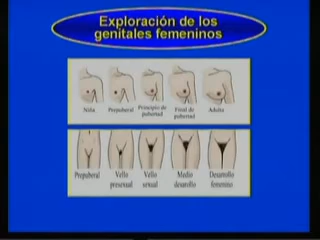 Exploración de los
genitales femeninos
Niña
Prepuberal
Principio de
pubertad
Final de
pubertad
Adulta
Prepuberal
Vello
presexual
Vello
sexual
Medio
desarrollo
Desarrollo
femenino